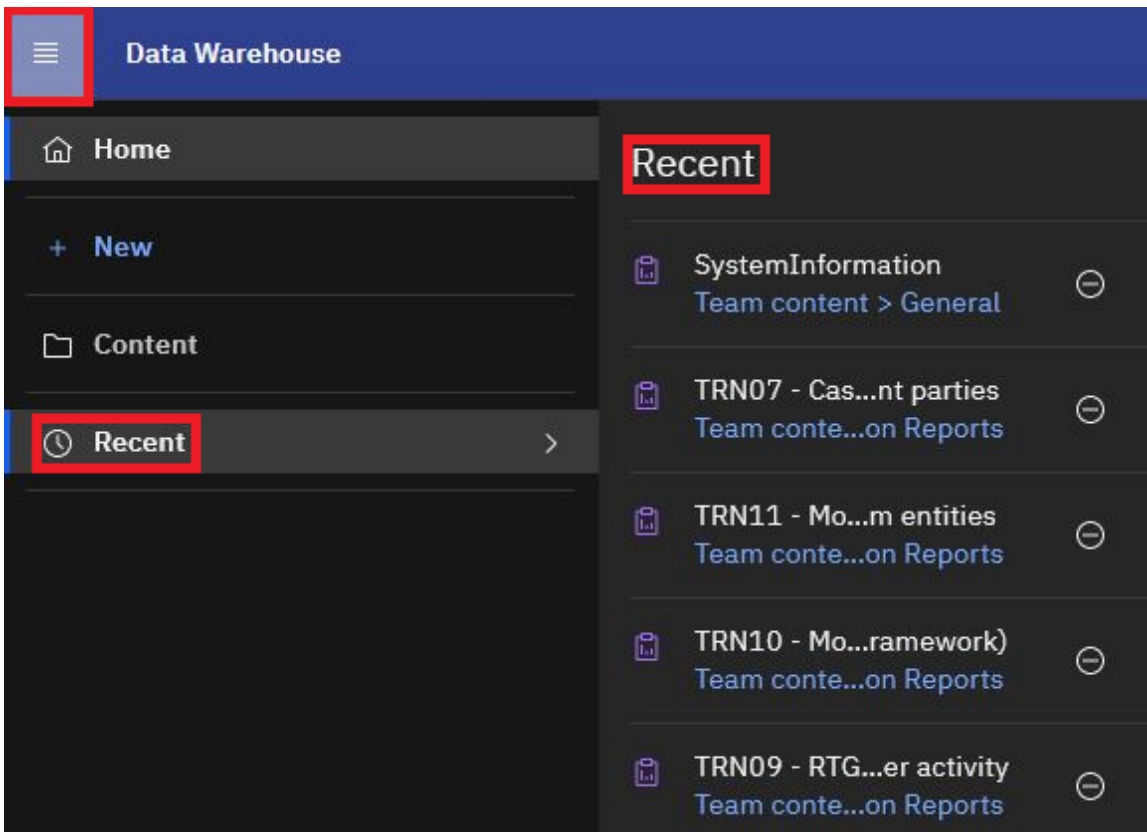 Data Warehouse
Home
New
Content
Recent
Recent
SystemInformation
Team content > General
TRN07 - Cas...nt parties
Team conte...on Reports
TRN11 - Mo...m entities
Team conte...on Reports
TRN10 - Mo...ramework)
Team conte...on Reports
TRN09 - RTG...er activity
Team conte...on Reports